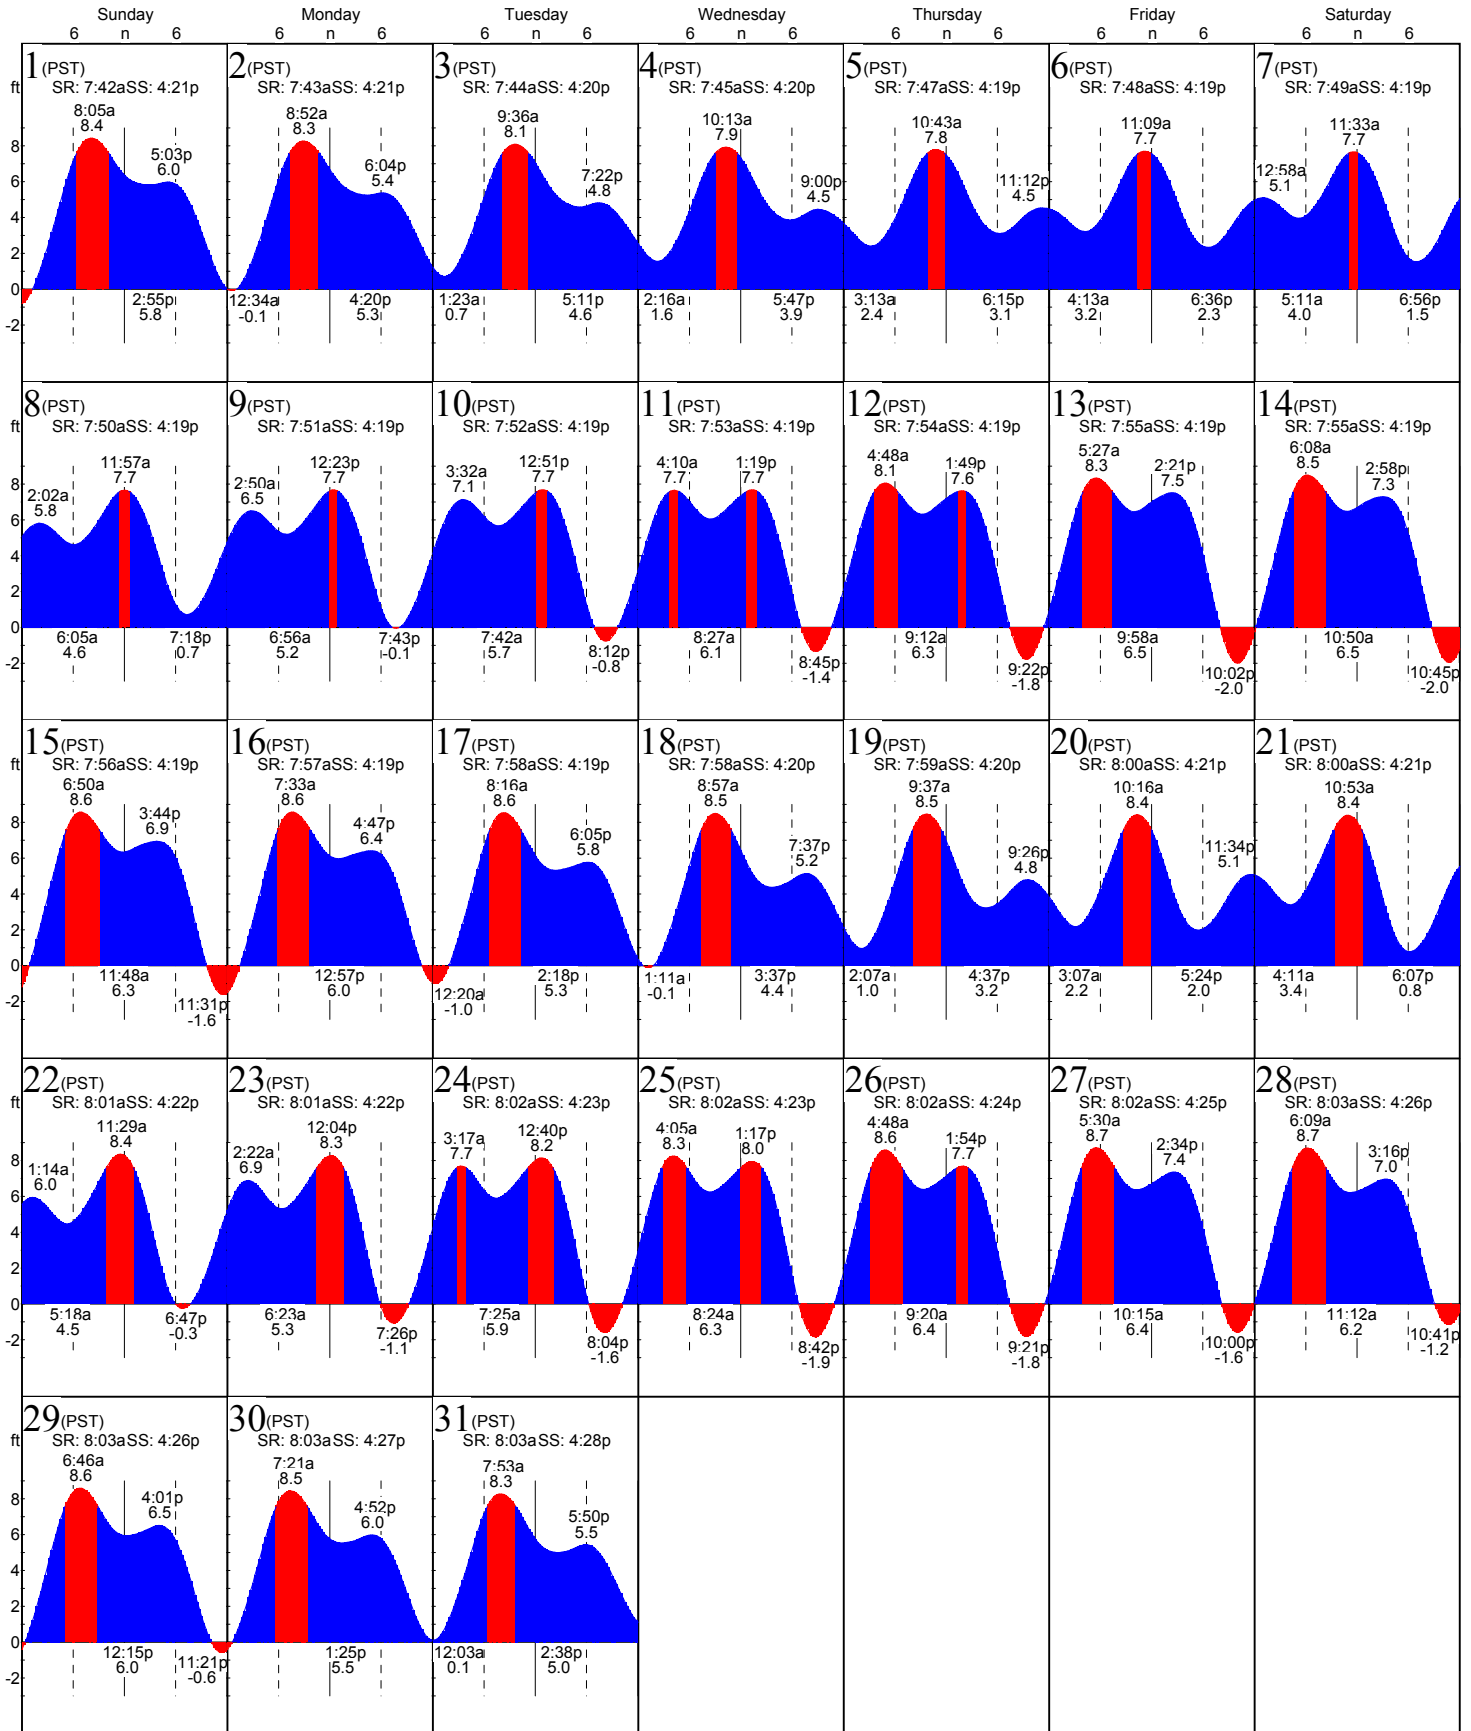 Sunday Monday Tuesday Wednesday Thursday Friday Saturday
6 n 6 6 n 6 6 n 6 6 n 6 6 n 6 6 n 6 6 n 6
1(PST) 2(PST) 3(PST) 4(PST) 5(PST) 6(PST) 7(PST)
ft SR: 7:42aSS: 4:21p SR: 7:43aSS: 4:21p SR: 7:44aSS: 4:20p SR: 7:45aSS: 4:20p SR: 7:47aSS: 4:19p SR: 7:48aSS: 4:19p SR: 7:49aSS: 4:19p
8:05a 8:52a 9:36a 10:13a 10:43a 11:09a 11:33a
8.4 8.3 8.1 7.9 7.8 7.7 7.7
5:03p 6:04p 7:22p 9:00p 11:12p 12:58a
6.0 5.4 4.8 4.5 4.5 5.1
8
6
4
2
0
-2
2:55p 12:34a 4:20p 1:23a 5:11p 2:16a 5:47p 3:13a 6:15p 4:13a 6:36p 5:11a 6:56p
5.8 -0.1 5.3 0.7 4.6 1.6 3.9 2.4 3.1 3.2 2.3 4.0 1.5
8(PST) 9(PST) 10(PST) 11(PST) 12(PST) 13(PST) 14(PST)
ft SR: 7:50aSS: 4:19p SR: 7:51aSS: 4:19p SR: 7:52aSS: 4:19p SR: 7:53aSS: 4:19p SR: 7:54aSS: 4:19p SR: 7:55aSS: 4:19p SR: 7:55aSS: 4:19p
2:02a 11:57a 2:50a 12:23p 3:32a 12:51p 4:10a 1:19p 4:48a 1:49p 5:27a 2:21p 6:08a 2:58p
5.8 7.7 6.5 7.7 7.1 7.7 7.7 7.7 8.1 7.6 8.3 7.5 8.5 7.3
8
6
4
2
0
-2
6:05a 7:18p 6:56a 7:43p 7:42a 8:12p 8:27a 8:45p 9:12a 9:22p 9:58a 10:02p 10:50a 10:45p
4.6 0.7 5.2 -0.1 5.7 -0.8 6.1 -1.4 6.3 -1.8 6.5 -2.0 6.5 -2.0
15(PST) 16(PST) 17(PST) 18(PST) 19(PST) 20(PST) 21(PST)
ft SR: 7:56aSS: 4:19p SR: 7:57aSS: 4:19p SR: 7:58aSS: 4:19p SR: 7:58aSS: 4:20p SR: 7:59aSS: 4:20p SR: 8:00aSS: 4:21p SR: 8:00aSS: 4:21p
6:50a 3:44p 7:33a 4:47p 8:16a 6:05p 8:57a 7:37p 9:37a 9:26p 10:16a 11:34p 10:53a
8.6 6.9 8.6 6.4 8.6 5.8 8.5 5.2 8.5 4.8 8.4 5.1 8.4
8
6
4
2
0
-2
11:48a 11:31p 12:57p 12:20a 2:18p 1:11a 3:37p 2:07a 4:37p 3:07a 5:24p 4:11a 6:07p
6.3 -1.6 6.0 -1.0 5.3 -0.1 4.4 1.0 3.2 2.2 2.0 3.4 0.8
22(PST) 23(PST) 24(PST) 25(PST) 26(PST) 27(PST) 28(PST)
ft SR: 8:01aSS: 4:22p SR: 8:01aSS: 4:22p SR: 8:02aSS: 4:23p SR: 8:02aSS: 4:23p SR: 8:02aSS: 4:24p SR: 8:02aSS: 4:25p SR: 8:03aSS: 4:26p
1:14a 11:29a 2:22a 12:04p 3:17a 12:40p 4:05a 1:17p 4:48a 1:54p 5:30a 2:34p 6:09a 3:16p
6.0 8.4 6.9 8.3 7.7 8.2 8.3 8.0 8.6 7.7 8.7 7.4 8.7 7.0
8
6
4
2
0
-2
5:18a 6:47p 6:23a 7:26p 7:25a 8:04p 8:24a 8:42p 9:20a 9:21p 10:15a 10:00p 11:12a 10:41p
4.5 -0.3 5.3 -1.1 5.9 -1.6 6.3 -1.9 6.4 -1.8 6.4 -1.6 6.2 -1.2
29(PST) 30(PST) 31(PST)
ft SR: 8:03aSS: 4:26p SR: 8:03aSS: 4:27p SR: 8:03aSS: 4:28p
6:46a 4:01p 7:21a 4:52p 7:53a 5:50p
8.6 6.5 8.5 6.0 8.3 5.5
8
6
4
2
0
-2
12:15p 11:21p 1:25p 12:03a 2:38p
6.0 -0.6 5.5 0.1 5.0